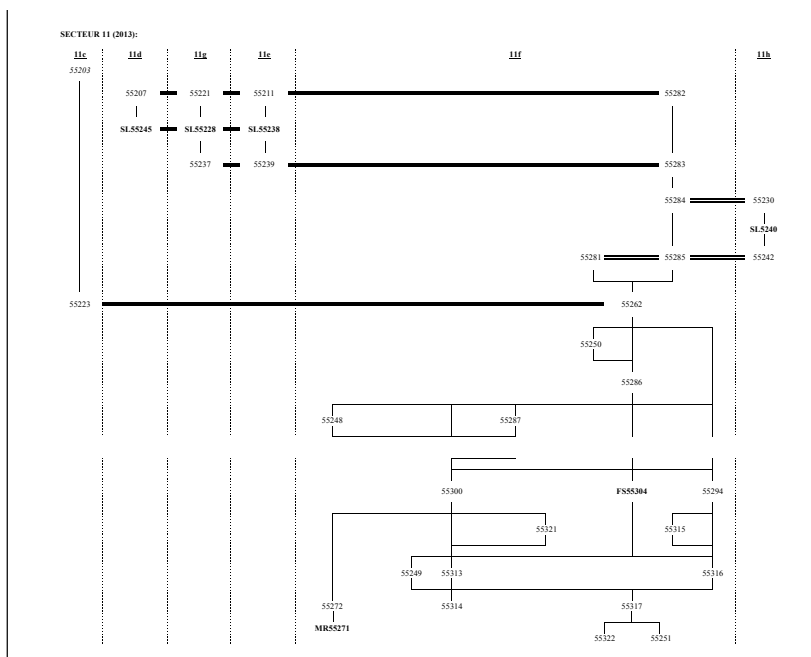 SECTEUR 11 (2013):
11c 11d 11g 11e 11f 11h
55203
55207 55221 55211 55282
SL55245 SL55228 SL55238
55237 55239 55283
55284 55230
SL5240
55281 55285 55242
55223 55262
55250
55286
55248 55287
55300 FS55304 55294
55321 55315
55249 55313 55316
55272 55314 55317
MR55271
55322 55251